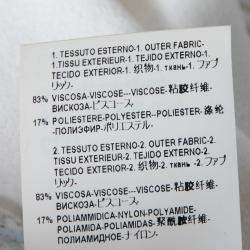 1. TESSUTO ESTERNO-1. OUTER FABRIC-
1.TISSU EXTERIEUR-1. TEJIDO EXTERNO-1.
TECIDO EXTERIOR-1. 织物-1. ткань-1. ファブ
リック-.
83% VISCOSA-VISCOSE---VISCOSE-粘胶纤维-
ВИСКОЗА-ビスコース-
17% POLIESTERE-POLYESTER--POLIESTER-涤纶
-ПОЛИЭФИР-ポリエステル-
2. TESSUTO ESTERNO-2. OUTER FABRIC-
2.TISSU EXTERIEUR-2. TEJIDO EXTERNO-2.
TECIDO EXTERIOR-2. 织物-2. ткань-2. ファブ
リック-.
83% VISCOSA-VISCOSE---VISCOSE-粘胶纤维-
ВИСКОЗА-ビスコース-
17% POLIAMMIDICA-NYLON-POLYAMIDE-
POLIAMIDA-POLIAMIDAS-聚酰胺纤维-
ПОЛИАМИДНОЕ-ナイロン-